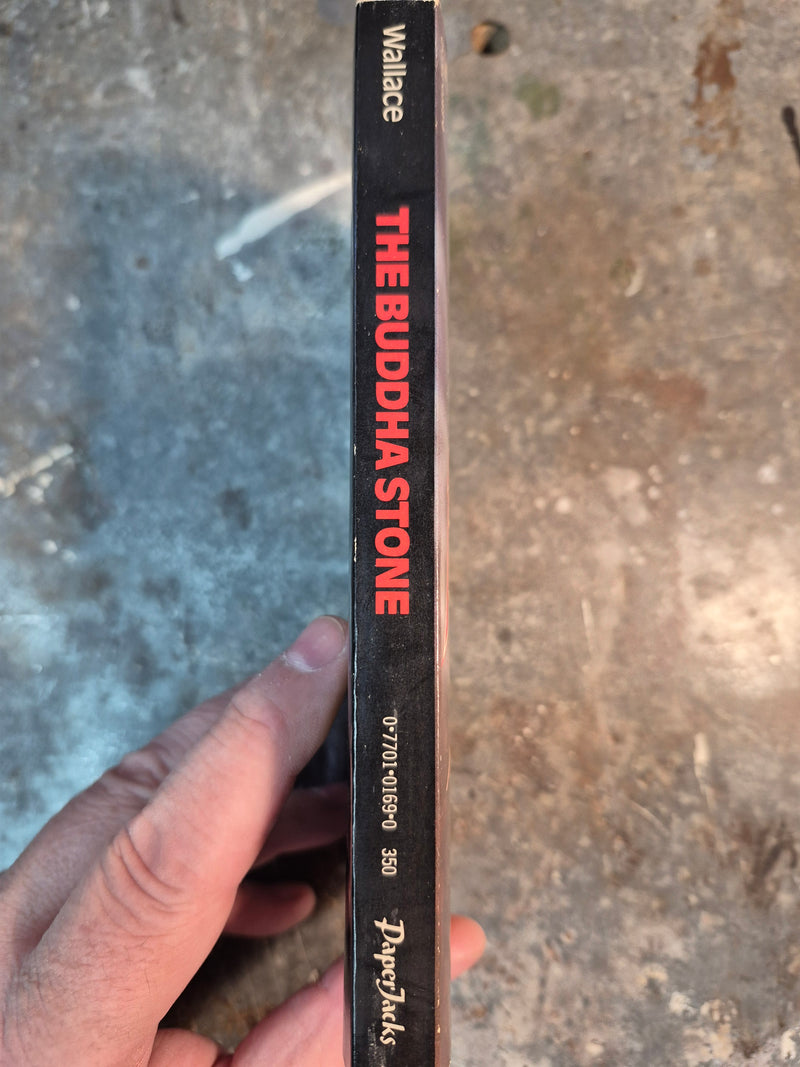 Wallace
THE BUDDHA STONE
0-7701-0169-0 350
PaperJacks